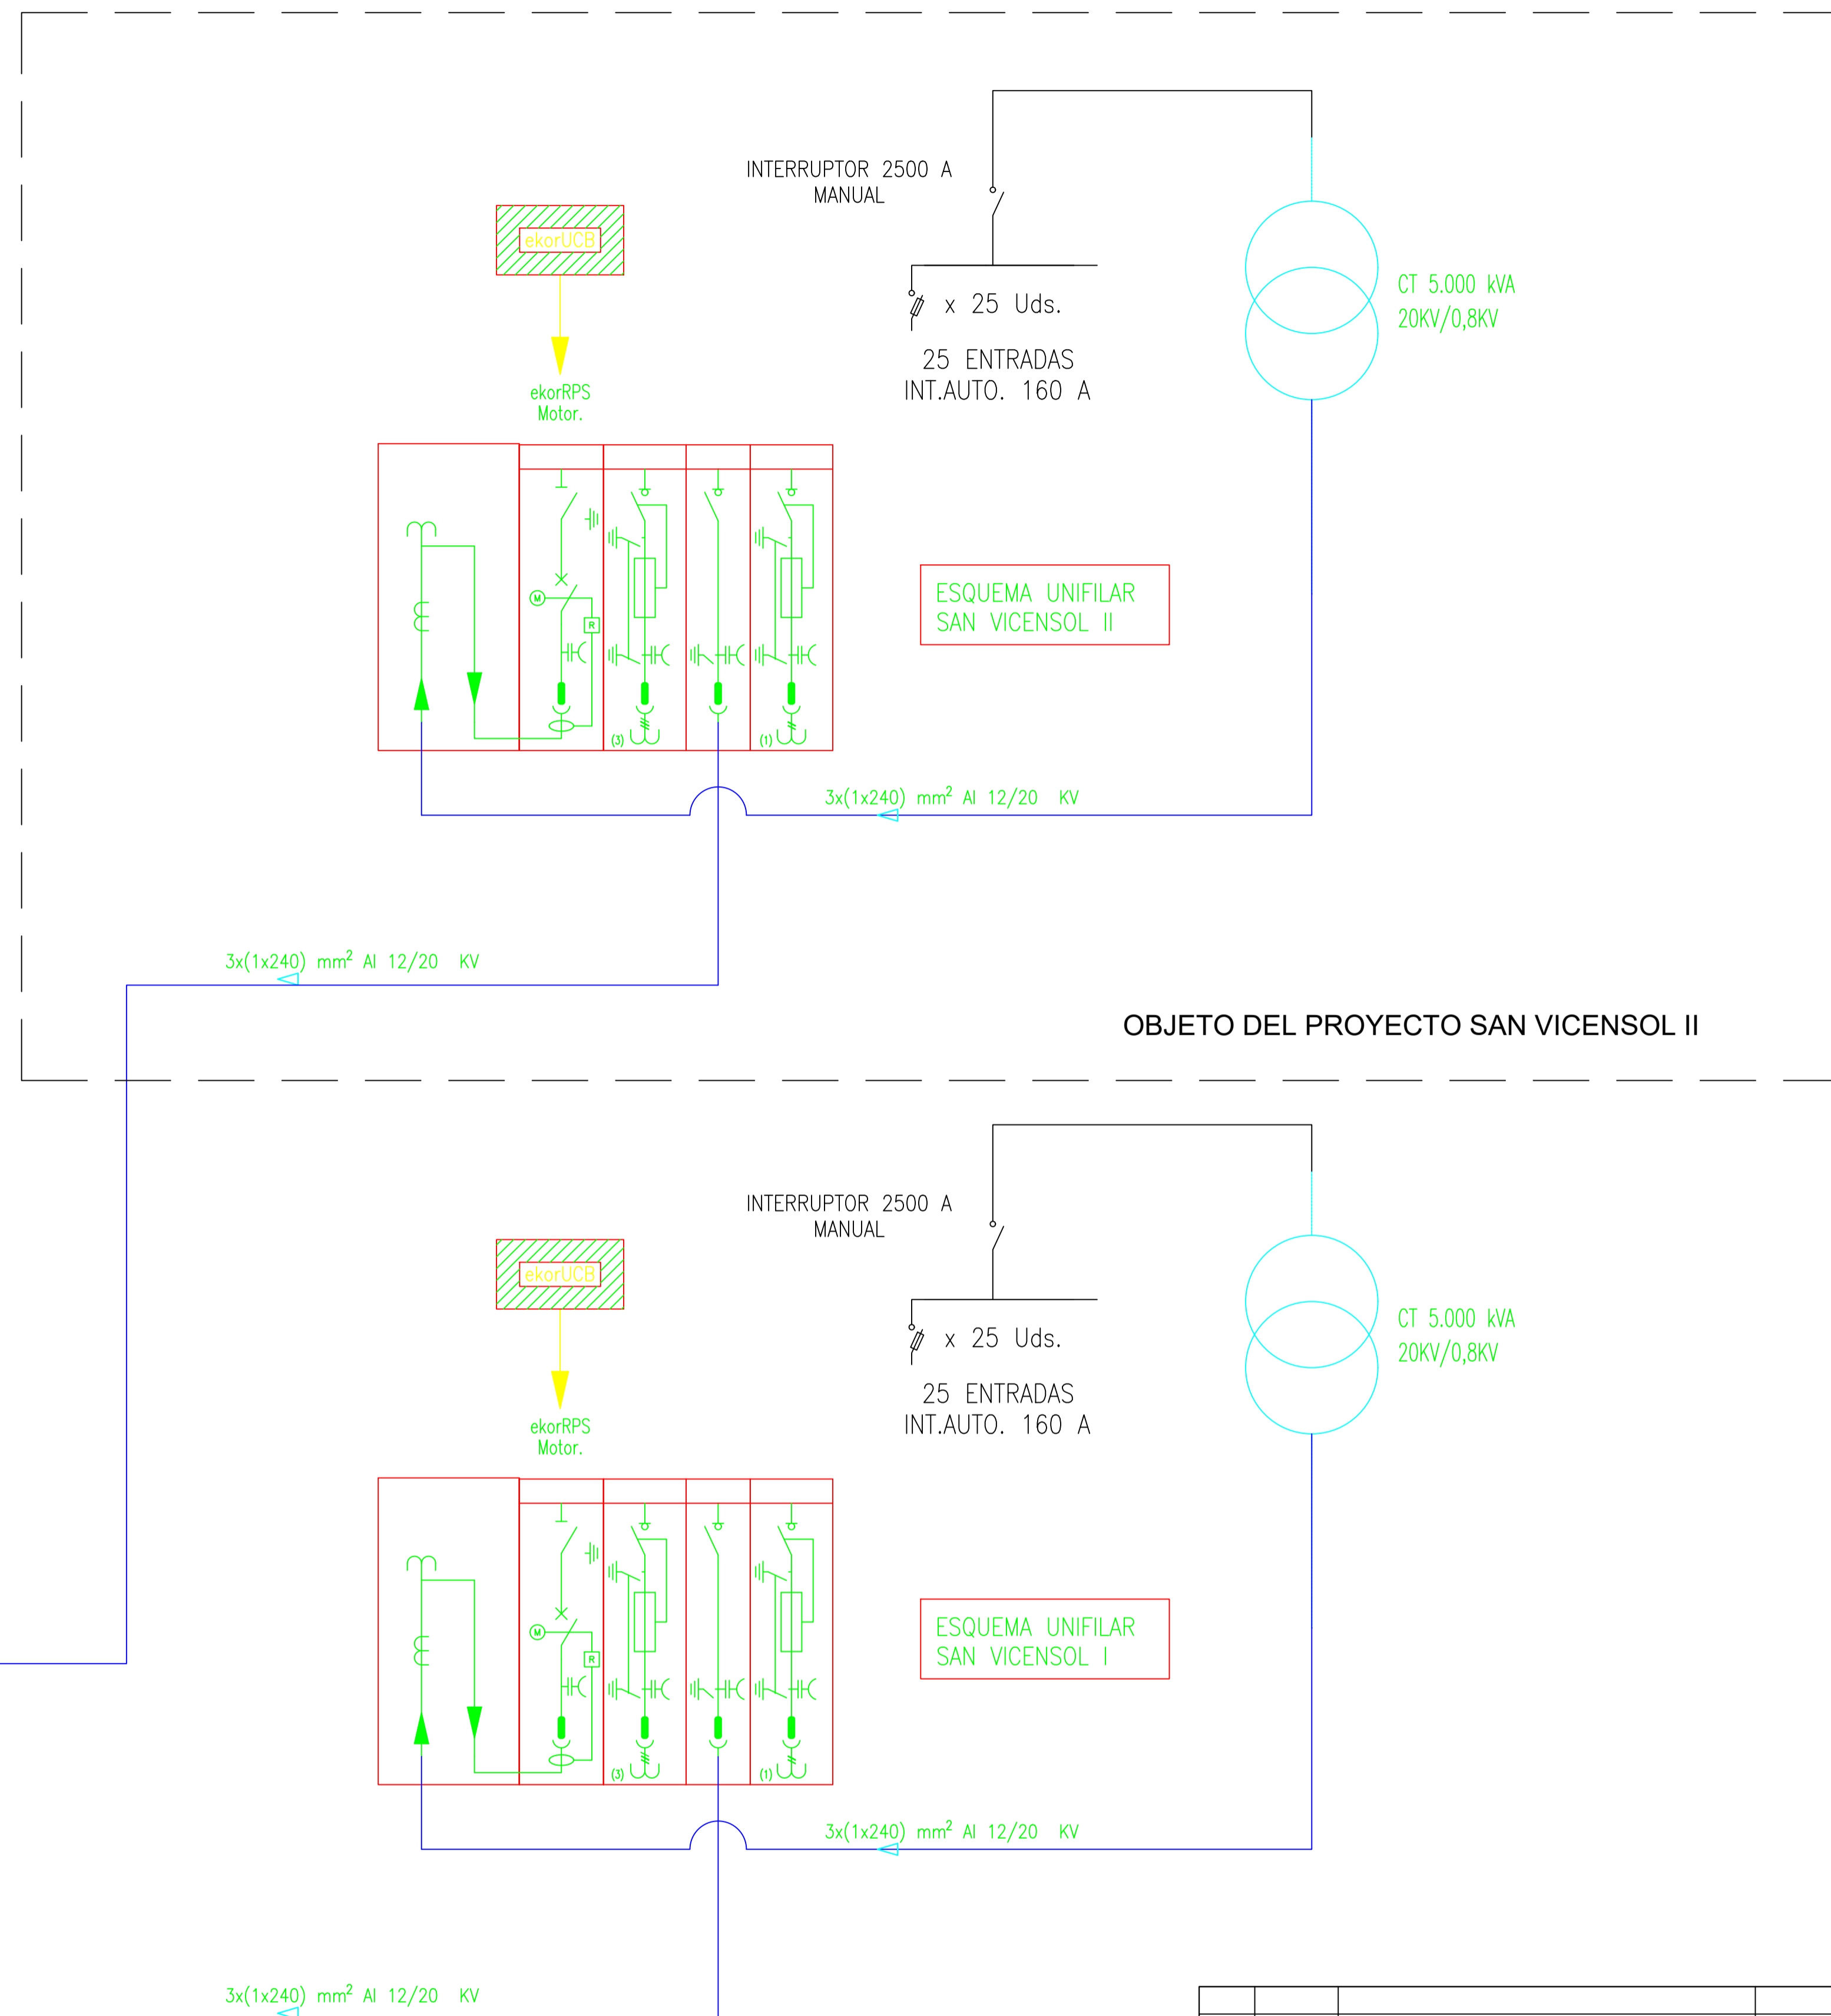 INTERRUPTOR 2500 A
MANUAL
ekorUCB
x 25 Uds.
CT 5.000 kVA
20KV/0,8KV
25 ENTRADAS
INT.AUTO. 160 A
ekorRPS
Motor.
M
R
(3)
(1)
ESQUEMA UNIFILAR
SAN VICENSOL II
3x(1x240) mm² Al 12/20 KV
3x(1x240) mm² Al 12/20 KV
OBJETO DEL PROYECTO SAN VICENSOL II
INTERRUPTOR 2500 A
MANUAL
ekorUCB
x 25 Uds.
CT 5.000 kVA
20KV/0,8KV
25 ENTRADAS
INT.AUTO. 160 A
ekorRPS
Motor.
M
R
(3)
(1)
ESQUEMA UNIFILAR
SAN VICENSOL I
3x(1x240) mm² Al 12/20 KV
3x(1x240) mm² Al 12/20 KV